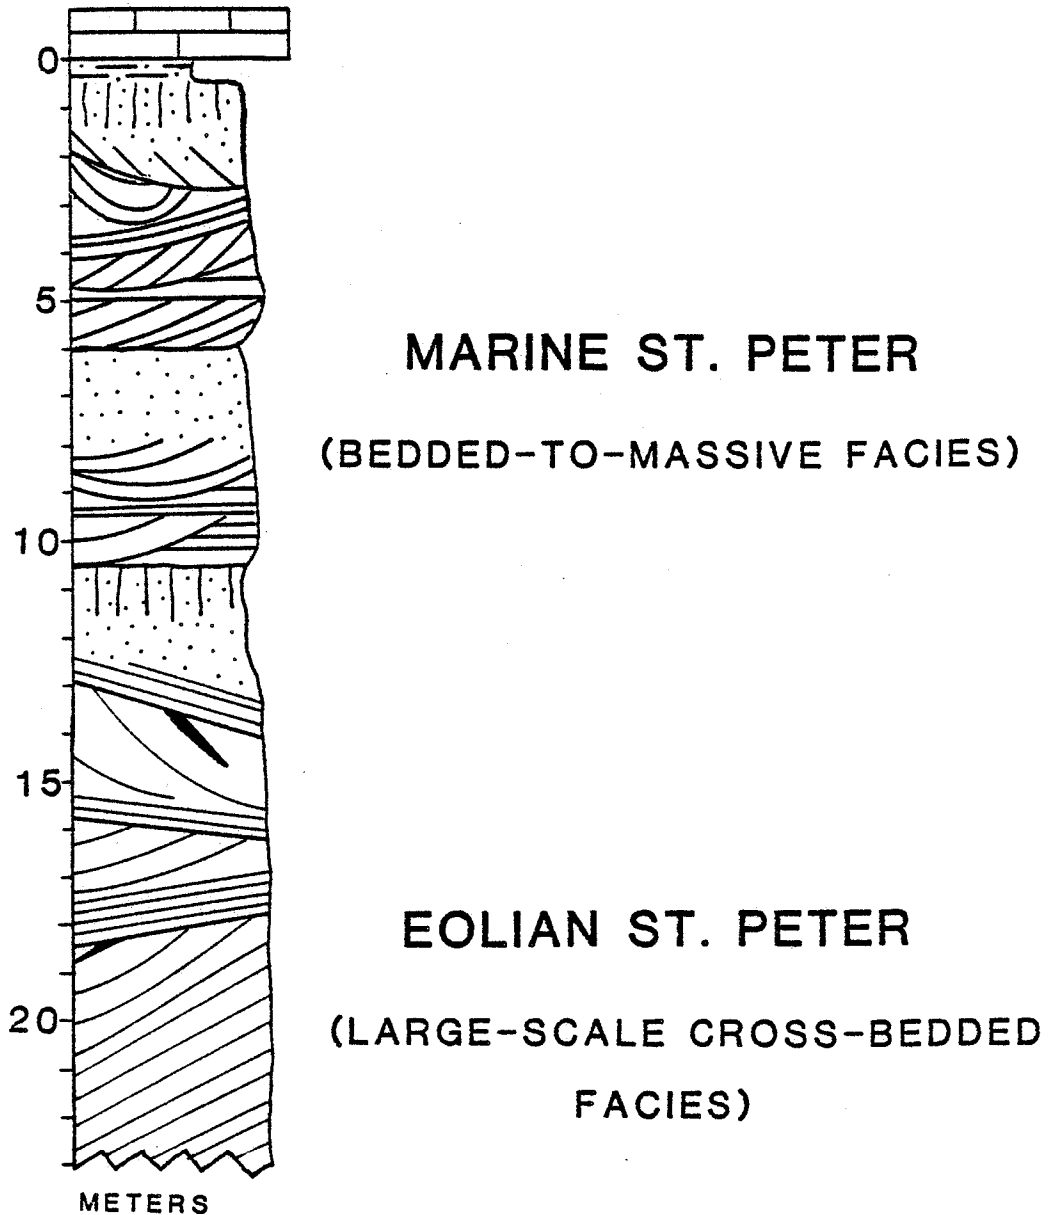 0
5
MARINE ST. PETER
(BEDDED-TO-MASSIVE FACIES)
10
15
EOLIAN ST. PETER
20
(LARGE-SCALE CROSS-BEDDED
FACIES)
METERS